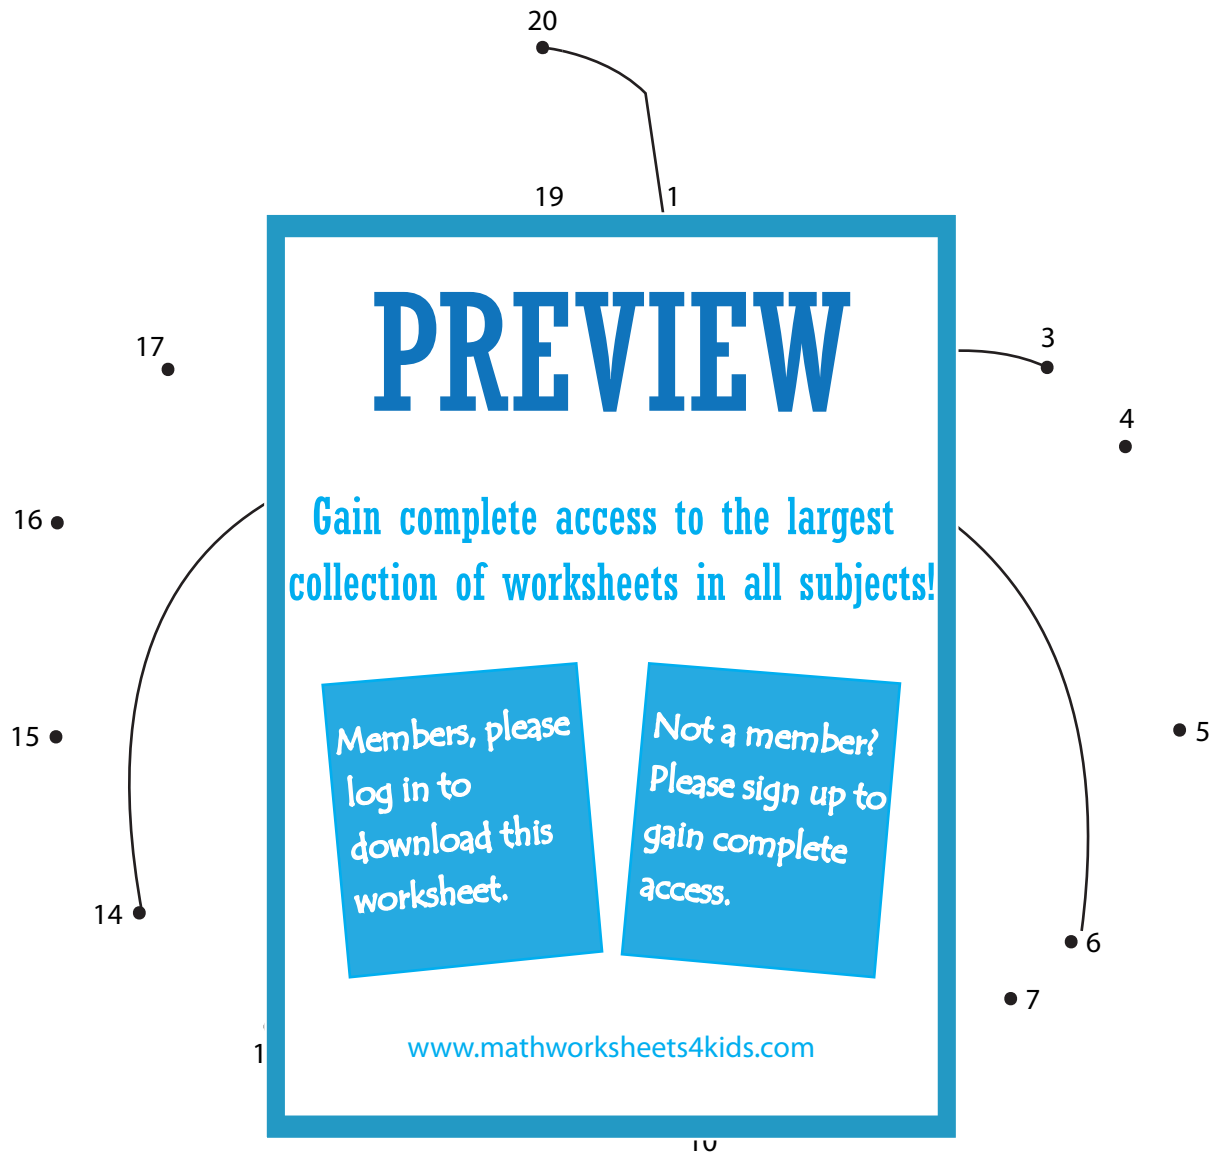 20
19
1
PREVIEW
17
3
4
Gain complete access to the largest
16
collection of worksheets in all subjects!
Members, please
log in to
download this
worksheet.
Not a member?
Please sign up to
gain complete
access.
15
5
14
6
7
www.mathworksheets4kids.com
1
10